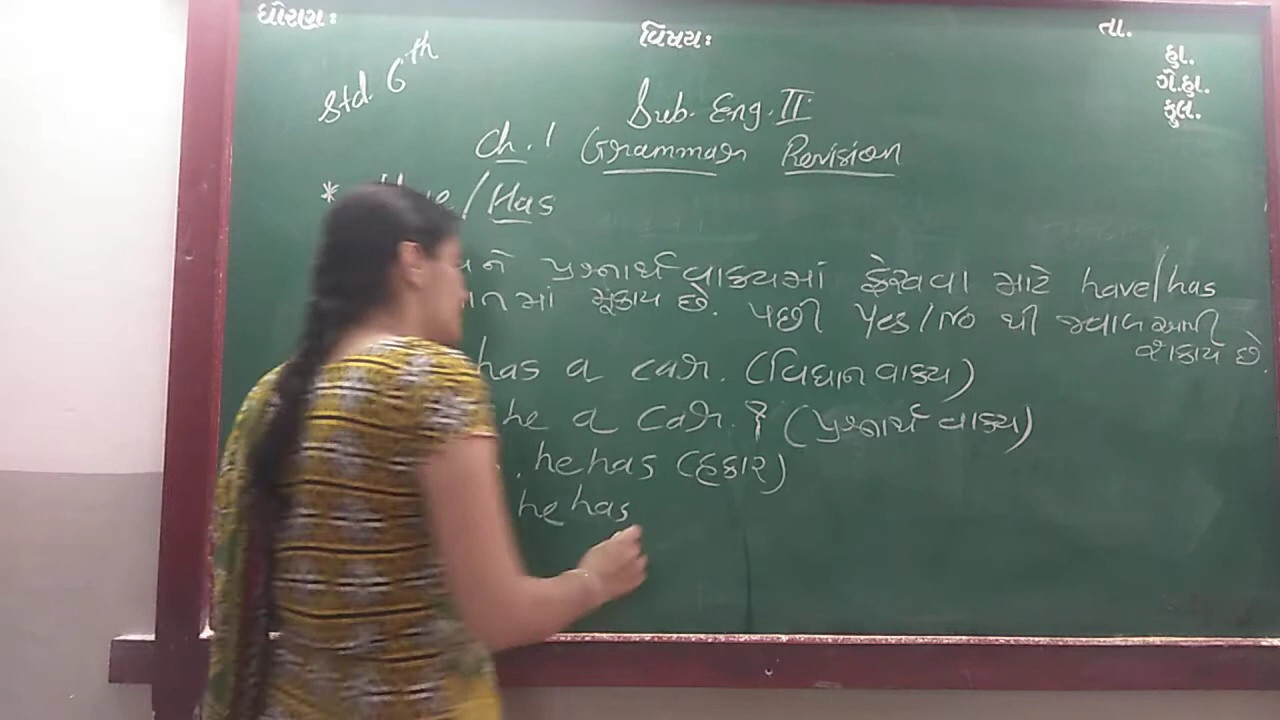 ધોરણ: વિષય: તા.
હા.
ગે.હા.
કુલ.
Std. 6th
Sub. Eng. II
Ch. 1 Grammar Revision
* /Has
ને પ્રશ્નાર્થ વાક્યમાં ફેરવવા માટે have/has
માં મૂકાય છે. પછી Yes/No થી જવાબ આપી
શકાય છે.
has a car. (વિધાન વાક્ય)
he a car. ? (પ્રશ્નાર્થ વાક્ય)
. he has (હકાર)
he has